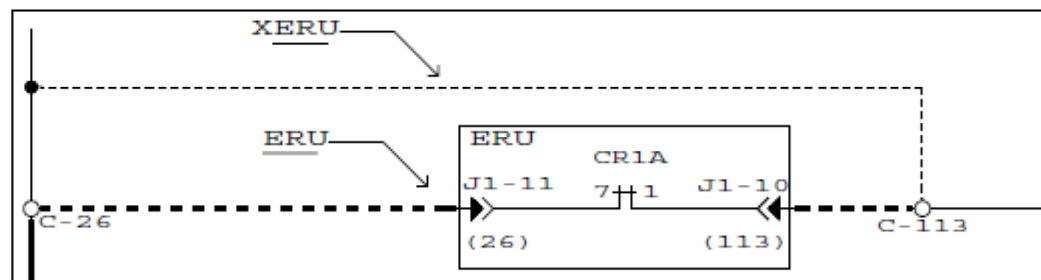 XERU
ERU
ERU
CR1A
J1-11
7
1
J1-10
C-26
C-113
(26)
(113)